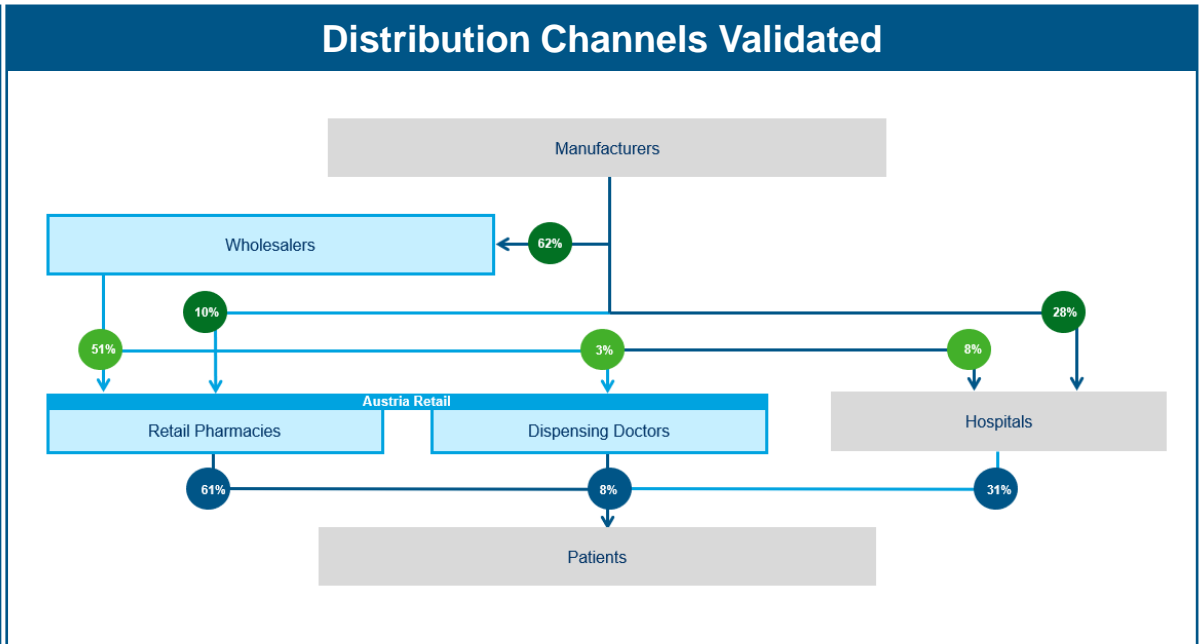 Distribution Channels Validated
Manufacturers
Wholesalers
62%
10%
28%
51%
3%
8%
Austria Retail
Retail Pharmacies
Dispensing Doctors
Hospitals
61%
8%
31%
Patients